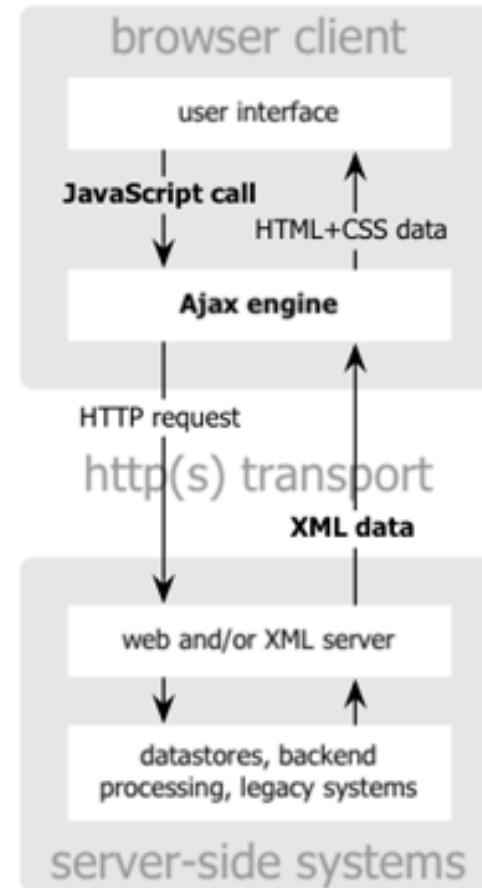 browser client
user interface
JavaScript call
HTML+CSS data
Ajax engine
HTTP request
http(s) transport
XML data
web and/or XML server
datastores, backend
processing, legacy systems
server-side systems